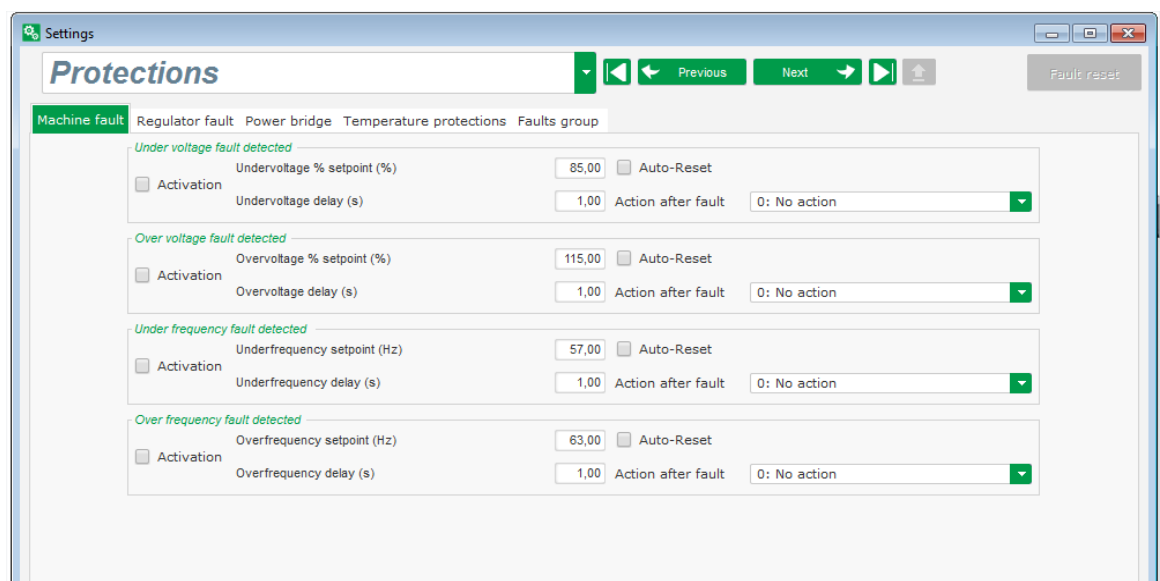 Settings
Protections
Previous
Next
Fault reset
Machine fault Regulator fault Power bridge Temperature protections Faults group
Under voltage fault detected
Undervoltage % setpoint (%) 85,00 Auto-Reset
Activation
Undervoltage delay (s) 1,00 Action after fault 0: No action
Over voltage fault detected
Overvoltage % setpoint (%) 115,00 Auto-Reset
Activation
Overvoltage delay (s) 1,00 Action after fault 0: No action
Under frequency fault detected
Underfrequency setpoint (Hz) 57,00 Auto-Reset
Activation
Underfrequency delay (s) 1,00 Action after fault 0: No action
Over frequency fault detected
Overfrequency setpoint (Hz) 63,00 Auto-Reset
Activation
Overfrequency delay (s) 1,00 Action after fault 0: No action